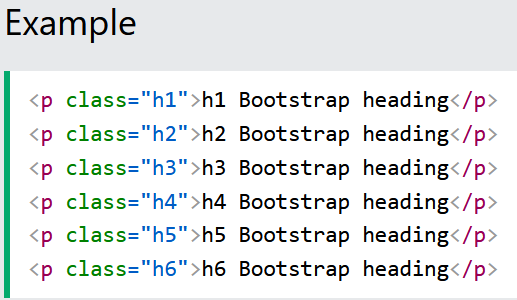 Example
<p class="h1">h1 Bootstrap heading</p>
<p class="h2">h2 Bootstrap heading</p>
<p class="h3">h3 Bootstrap heading</p>
<p class="h4">h4 Bootstrap heading</p>
<p class="h5">h5 Bootstrap heading</p>
<p class="h6">h6 Bootstrap heading</p>